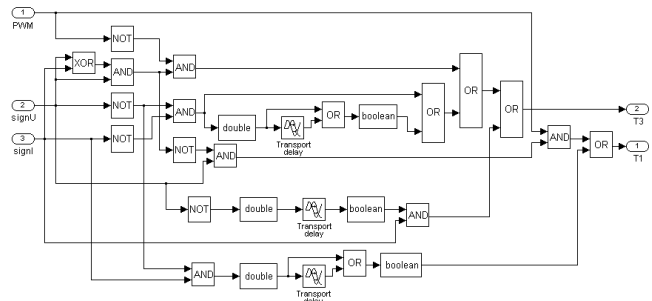 1
PWM
NOT
XOR
AND
AND
OR
OR
OR
2
signU
NOT
AND
double
Transport
delay
OR
boolean
2
T3
3
signI
NOT
NOT
AND
AND
OR
1
T1
NOT
double
Transport
delay
boolean
AND
AND
double
Transport
delay
OR
boolean